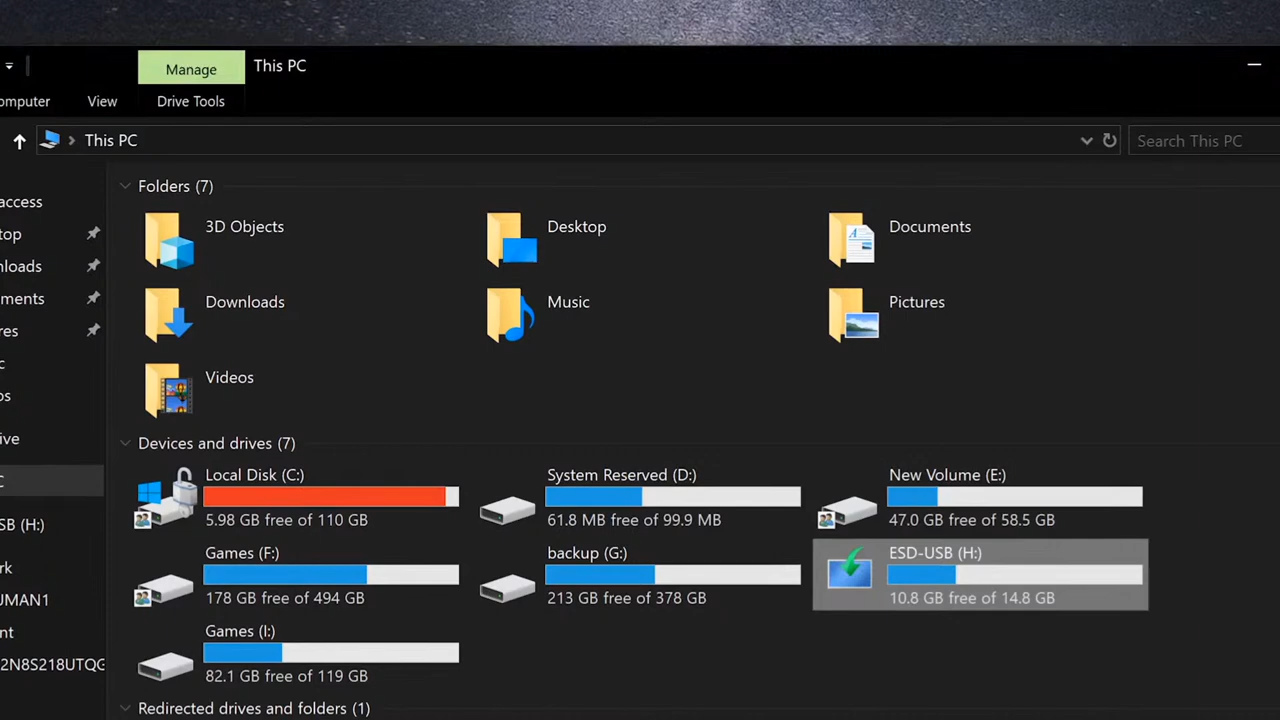 Manage
This PC
omputer
View
Drive Tools
This PC
Search This PC
access
top
nloads
ments
res
c
os
ive
C
SB (H:)
rk
UMAN1
nt
2N8S218UTQG
Folders (7)
3D Objects
Desktop
Documents
Downloads
Music
Pictures
Videos
Devices and drives (7)
Local Disk (C:)
5.98 GB free of 110 GB
System Reserved (D:)
61.8 MB free of 99.9 MB
New Volume (E:)
47.0 GB free of 58.5 GB
Games (F:)
178 GB free of 494 GB
backup (G:)
213 GB free of 378 GB
ESD-USB (H:)
10.8 GB free of 14.8 GB
Games (I:)
82.1 GB free of 119 GB
Redirected drives and folders (1)